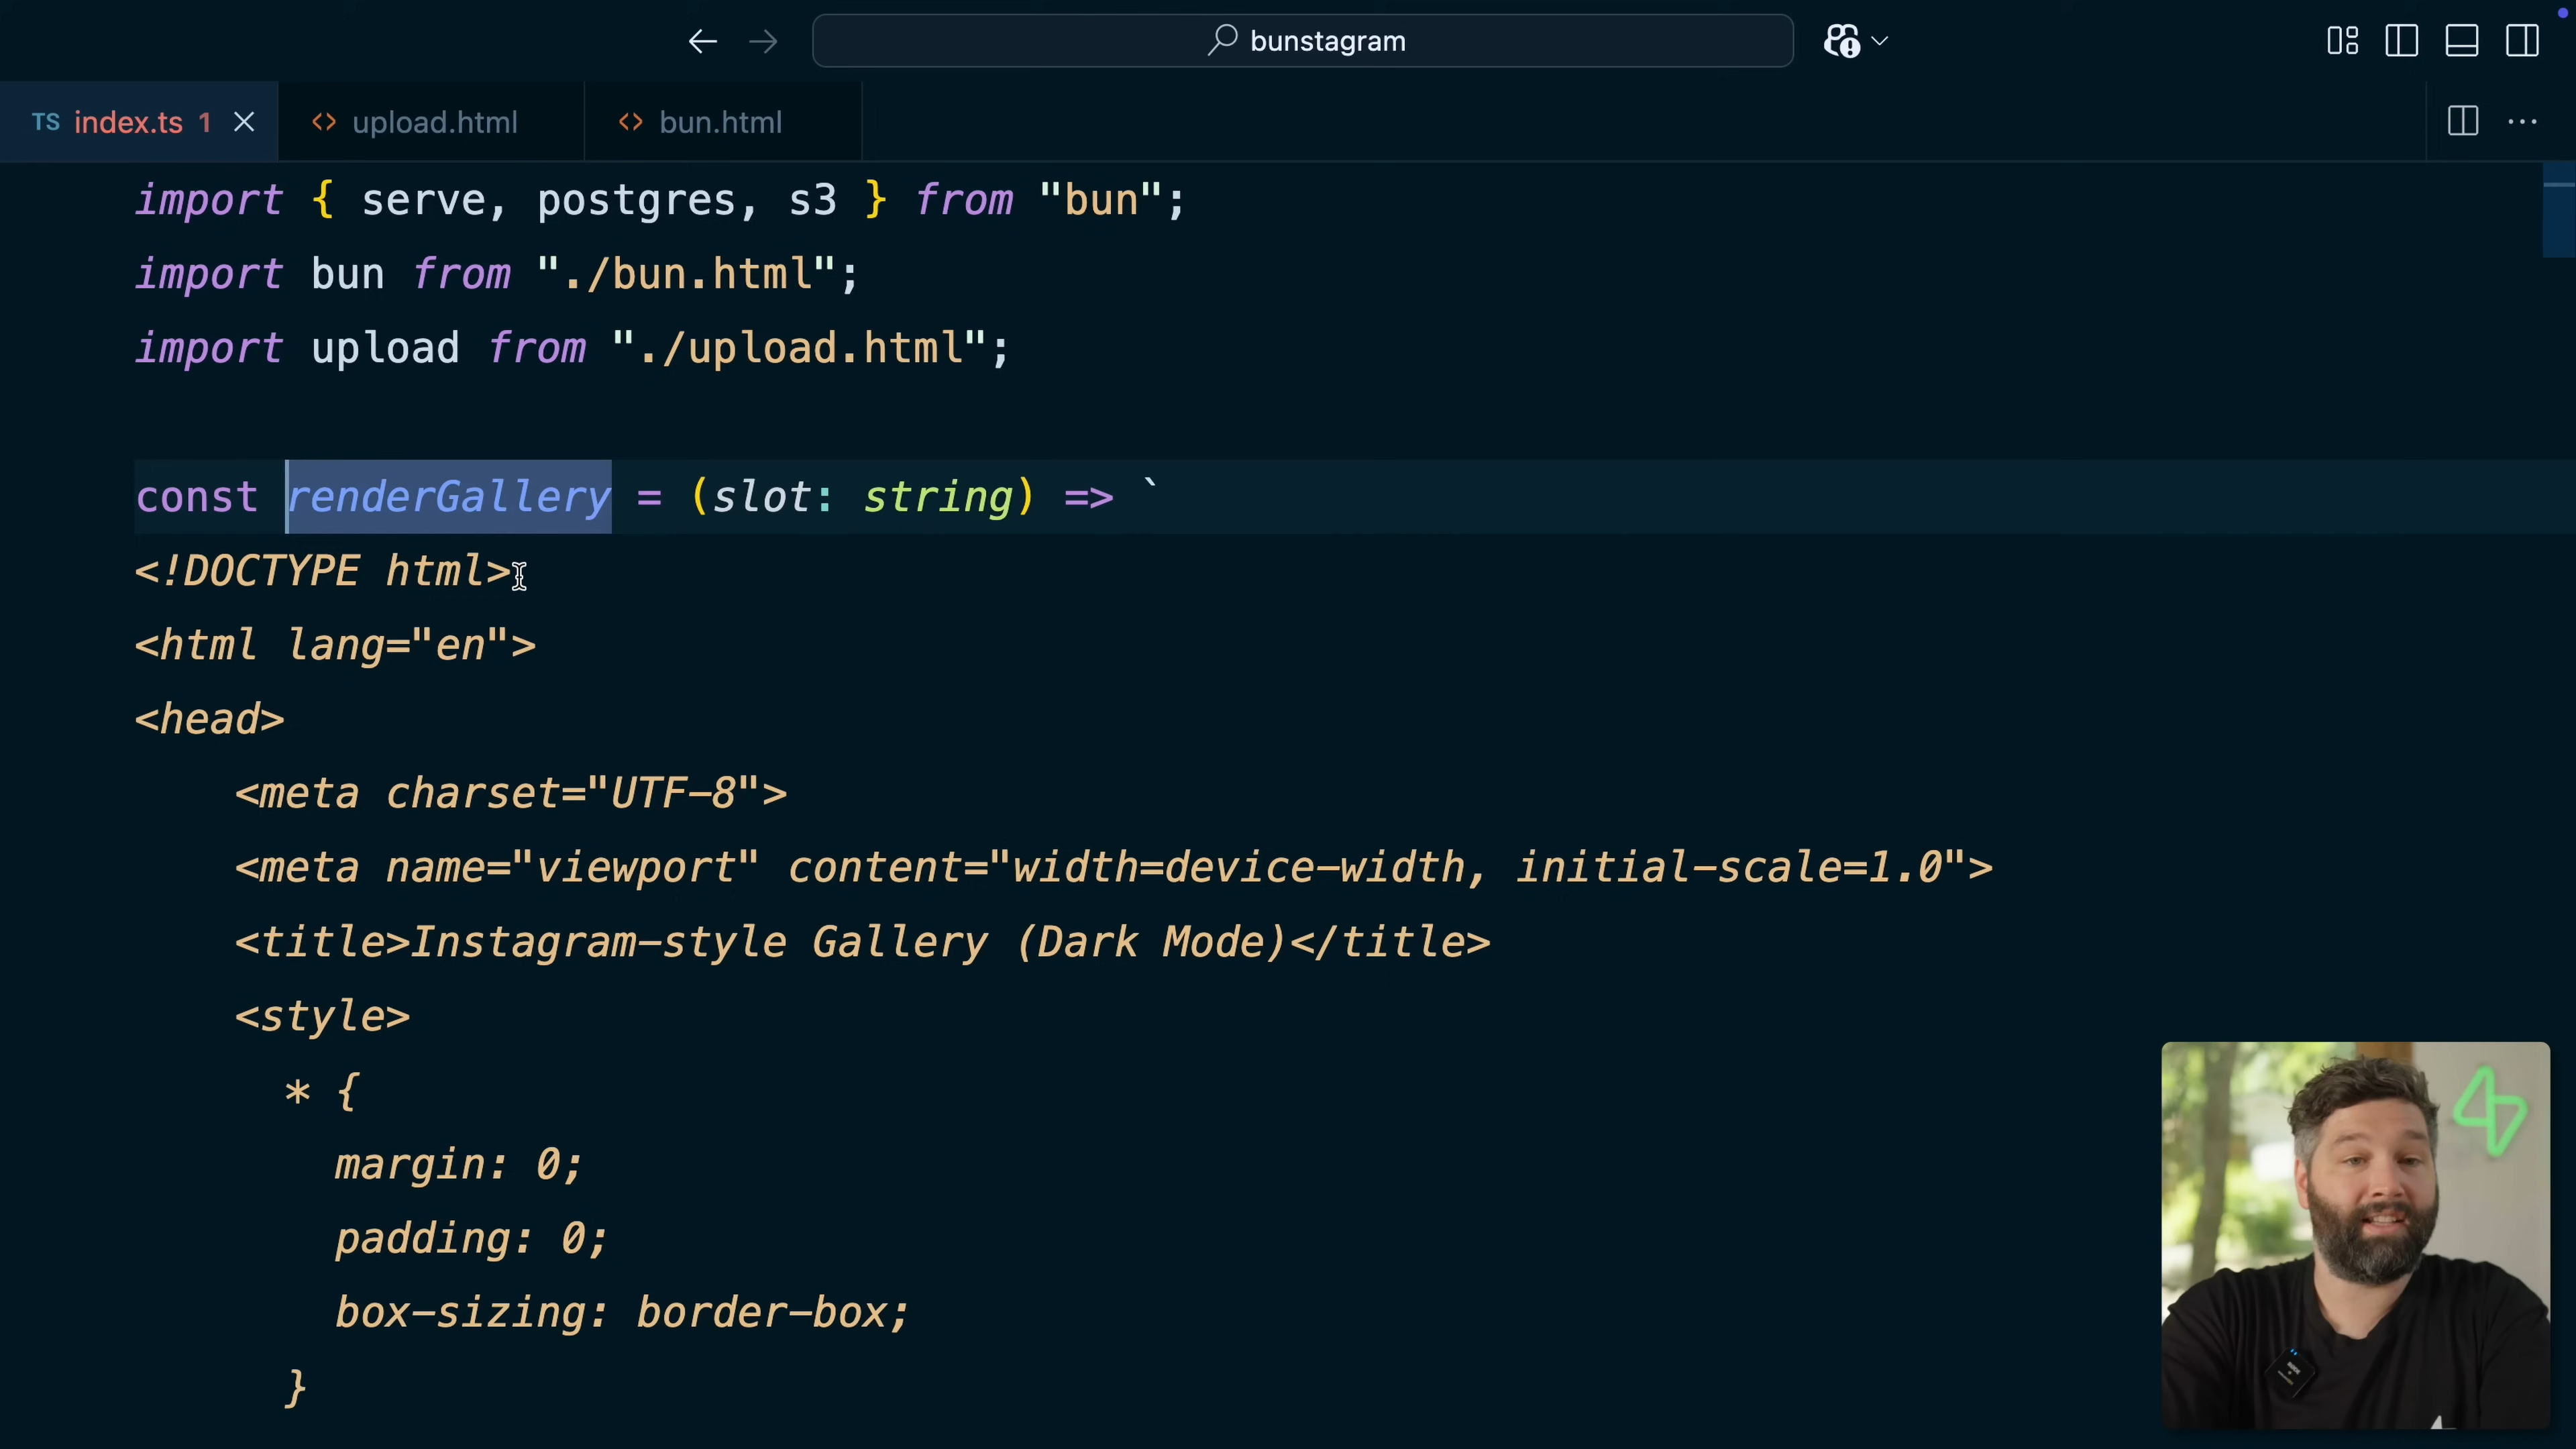 bunstagram
TS index.ts 1
<> upload.html
<> bun.html
import { serve, postgres, s3 } from "bun";
import bun from "./bun.html";
import upload from "./upload.html";
const renderGallery = (slot: string) => `
<!DOCTYPE html>
<html lang="en">
<head>
<meta charset="UTF-8">
<meta name="viewport" content="width=device-width, initial-scale=1.0">
<title>Instagram-style Gallery (Dark Mode)</title>
<style>
* {
margin: 0;
padding: 0;
box-sizing: border-box;
}